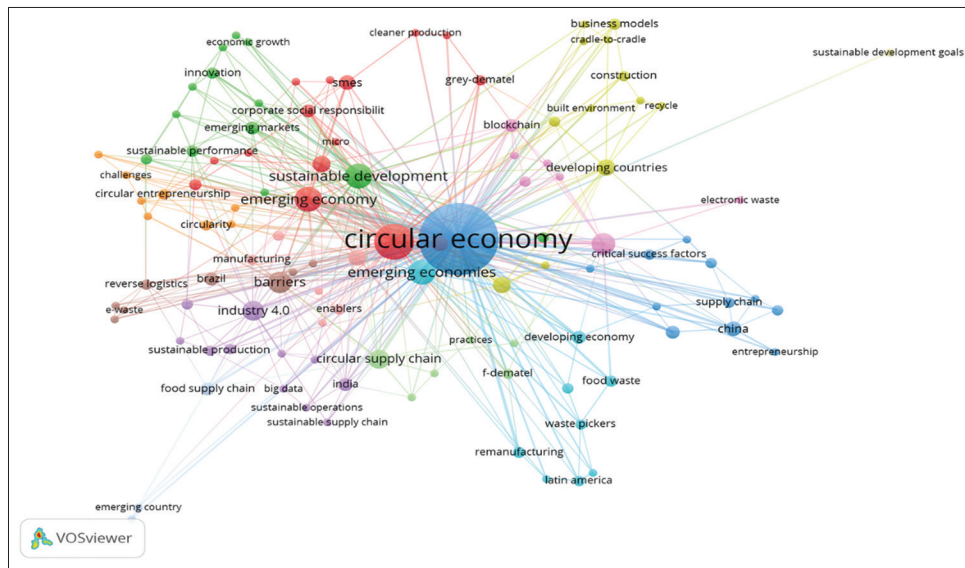 business models
cleaner production
cradle-to-cradle
economic growth
sustainable development goals
innovation
smes
grey-dematel
construction
corporate social responsibilit
built environment
recycle
emerging markets
blockchain
micro
sustainable performance
challenges
sustainable development
developing countries
circular entrepreneurship
emerging economy
electronic waste
circularity
circular economy
critical success factors
manufacturing
emerging economies
reverse logistics
brazil
barriers
supply chain
e-waste
industry 4.0
enablers
china
practices
developing economy
sustainable production
circular supply chain
entrepreneurship
f-dematel
food waste
food supply chain
big data
india
sustainable operations
sustainable supply chain
waste pickers
remanufacturing
latin america
emerging country
VOSviewer